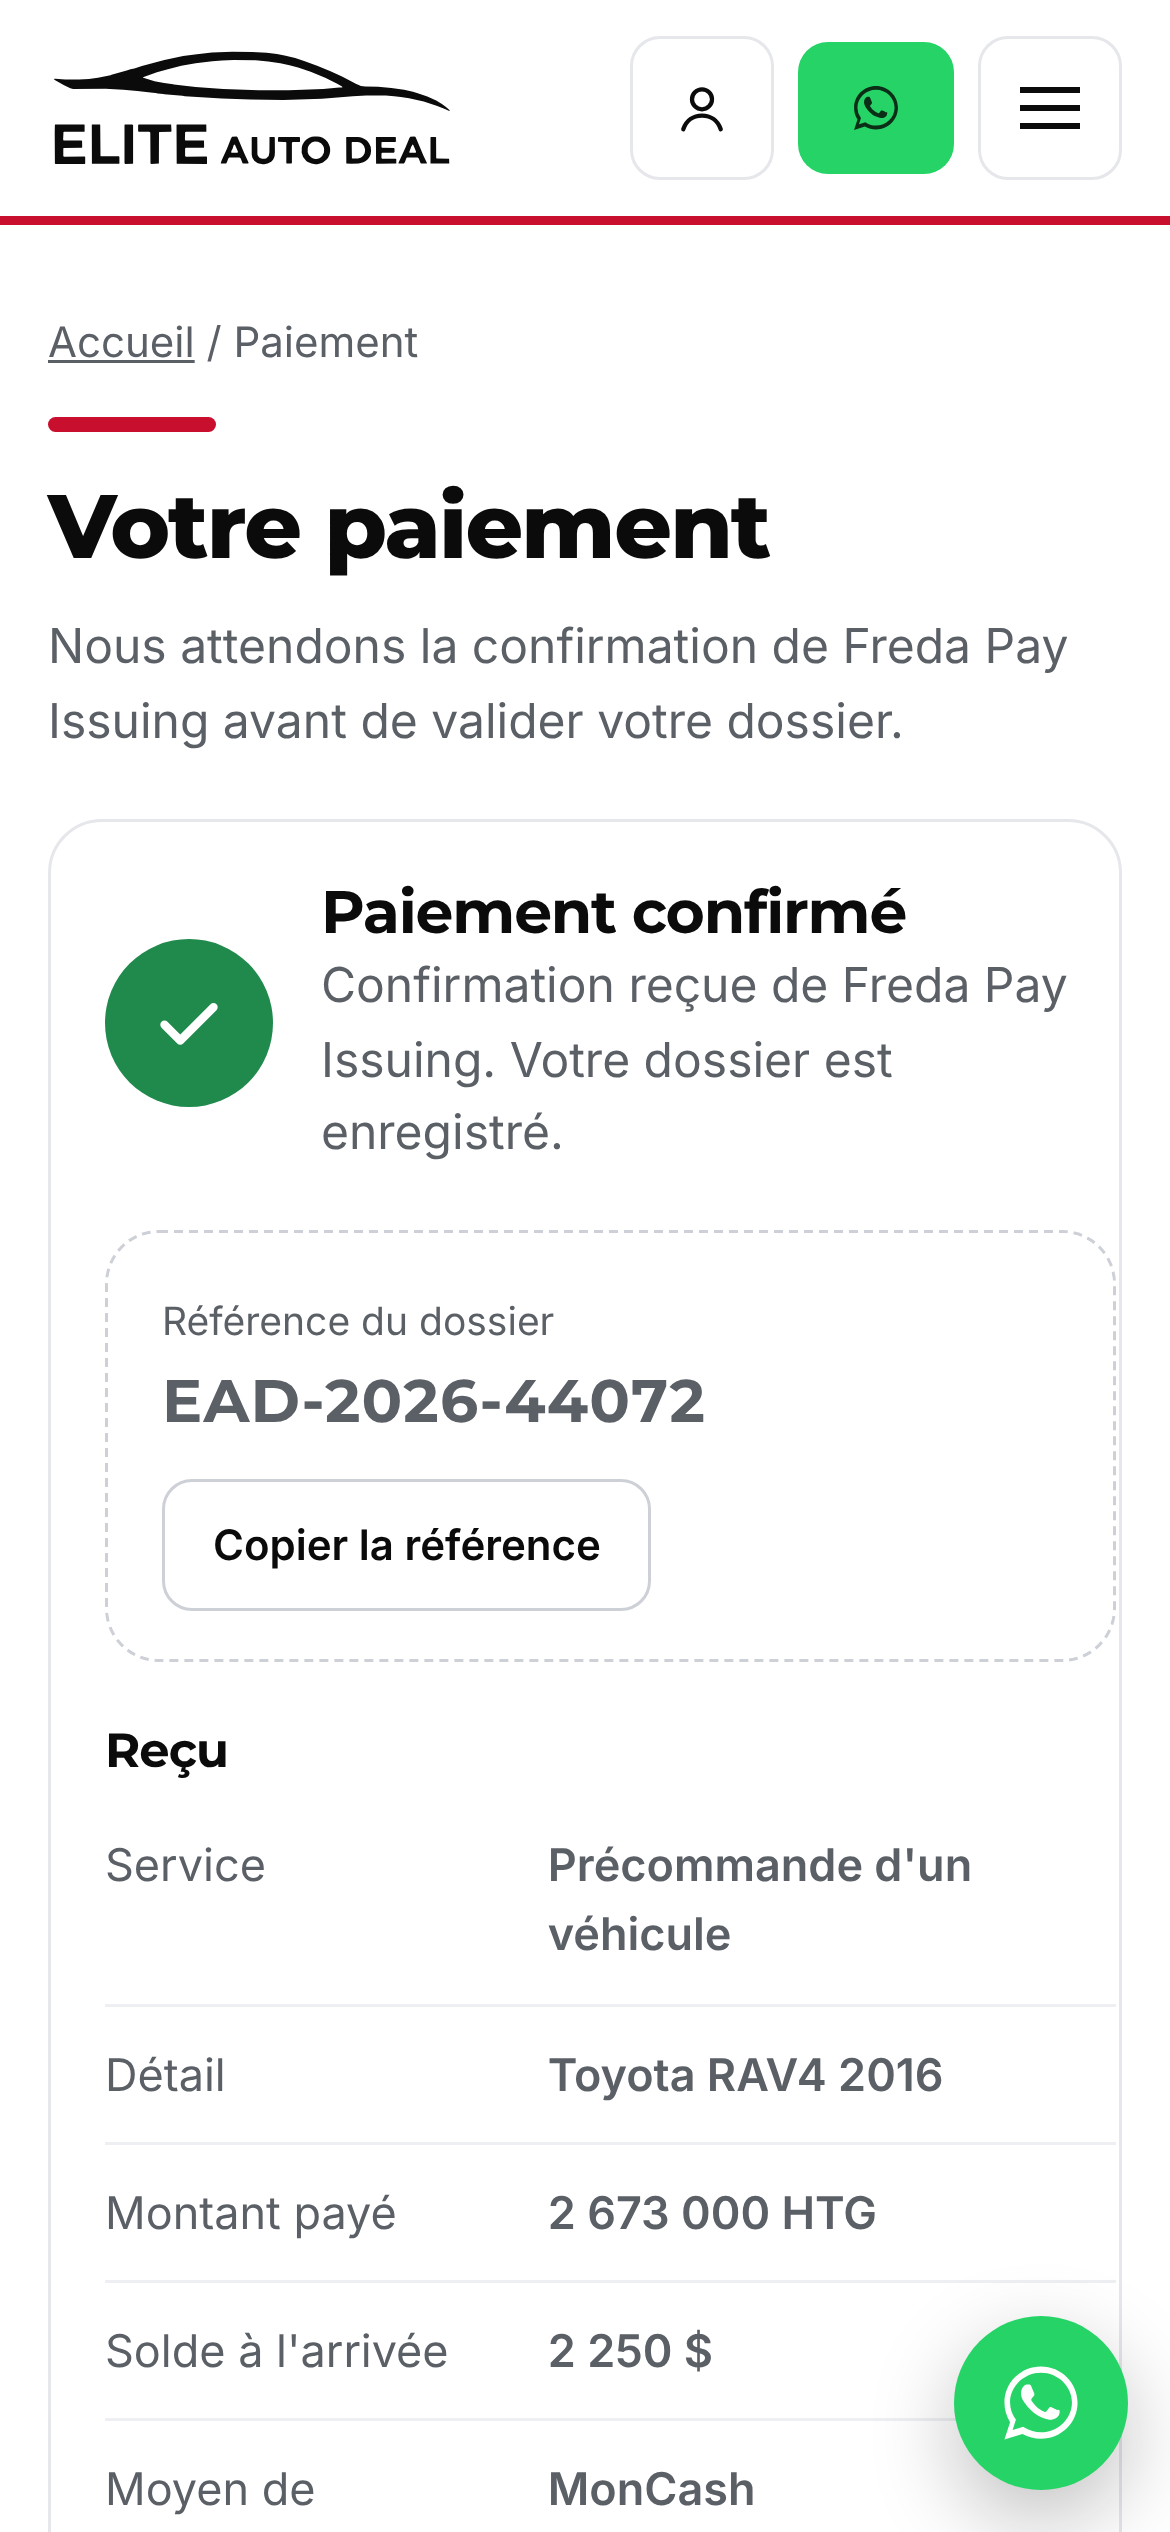 ELITE AUTO DEAL
Accueil / Paiement
Votre paiement
Nous attendons la confirmation de Freda Pay
Issuing avant de valider votre dossier.
Paiement confirmé
Confirmation reçue de Freda Pay
Issuing. Votre dossier est
enregistré.
Référence du dossier
EAD-2026-44072
Copier la référence
Reçu
Service
Précommande d'un
véhicule
Détail
Toyota RAV4 2016
Montant payé
2 673 000 HTG
Solde à l'arrivée
2 250 $
Moyen de
MonCash